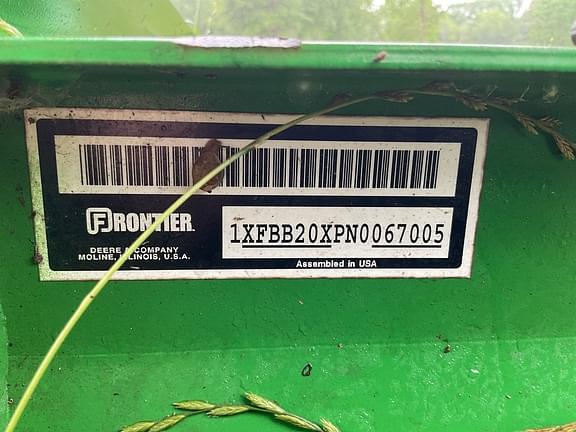 FRONTIER
DEERE & COMPANY
MOLINE, ILLINOIS, U.S.A.
1XFBB20XPN0067005
Assembled in USA